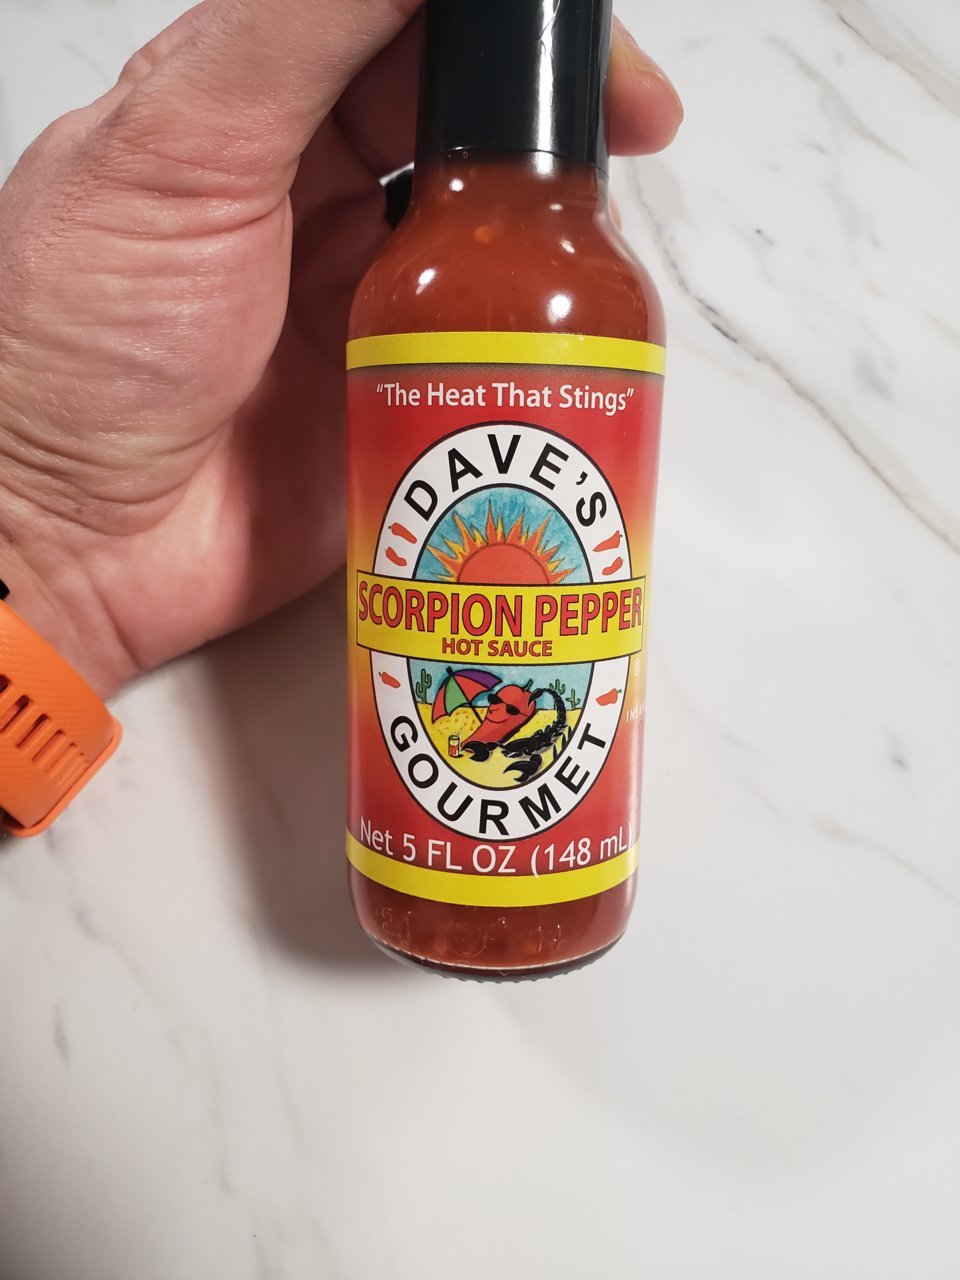 "The Heat That Stings"
DAVE'S
SCORPION PEPPER
HOT SAUCE
®
GOURMET
Net 5 FL OZ (148 mL)